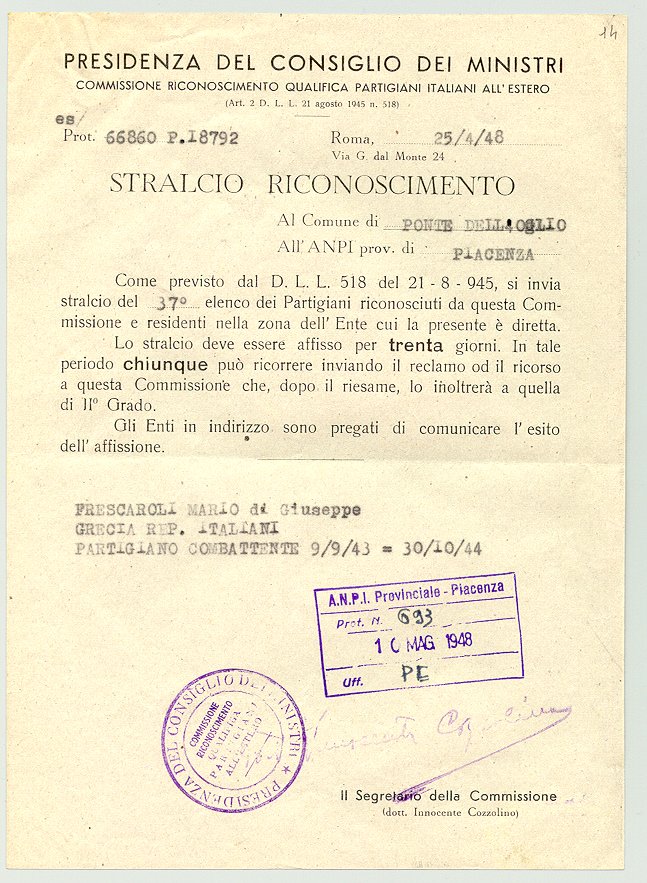 14
PRESIDENZA DEL CONSIGLIO DEI MINISTRI
COMMISSIONE RICONOSCIMENTO QUALIFICA PARTIGIANI ITALIANI ALL'ESTERO
(Art. 2 D. L. L. 21 agosto 1945 n. 518)
es/
Prot. 66860 P.I8792 Roma, 25/4/48
Via G. dal Monte 24
STRALCIO RICONOSCIMENTO
Al Comune di PONTE DELL'OGLIO
All'ANPI prov. di PIACENZA
Come previsto dal D. L. L. 518 del 21 - 8 - 945, si invia
stralcio del 37° elenco dei Partigiani riconosciuti da questa Com-
missione e residenti nella zona dell' Ente cui la presente è diretta.
Lo stralcio deve essere affisso per trenta giorni. In tale
periodo chiunque può ricorrere inviando il reclamo od il ricorso
a questa Commissione che, dopo il riesame, lo inoltrerà a quella
di IIº Grado.
Gli Enti in indirizzo sono pregati di comunicare l' esito
dell' affissione.
FRESCAROLI MARIO di Giuseppe
GRECIA REP. ITALIANI
PARTIGIANO COMBATTENTE 9/9/43 = 30/10/44
A.N.P.I. Provinciale - Piacenza
Prot. N. 693
10 MAG 1948
Uff. PE
PRESIDENZA DEL CONSIGLIO DEI MINISTRI
COMMISSIONE
RICONOSCIMENTO
QUALIFICA
PARTIGIANI
ALL'ESTERO
Innocente Cozzolino
Il Segretario della Commissione
(dott. Innocente Cozzolino)